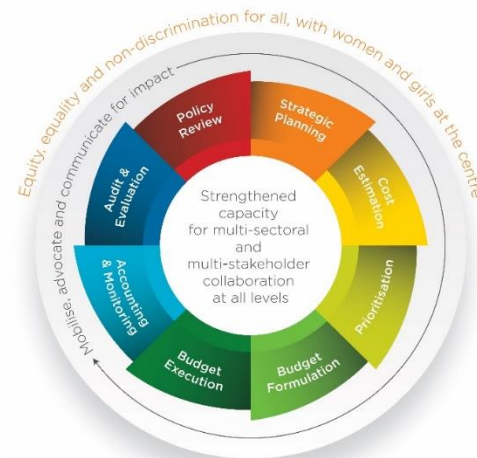 Equity, equality and non-discrimination for all, with women and girls at the centre
Mobilise, advocate and communicate for impact
Policy
Review
Strategic
Planning
Cost
Estimation
Prioritisation
Budget
Formulation
Budget
Execution
Accounting
& Monitoring
Audit &
Evaluation
Strengthened
capacity
for multi-sectoral
and
multi-stakeholder
collaboration
at all levels